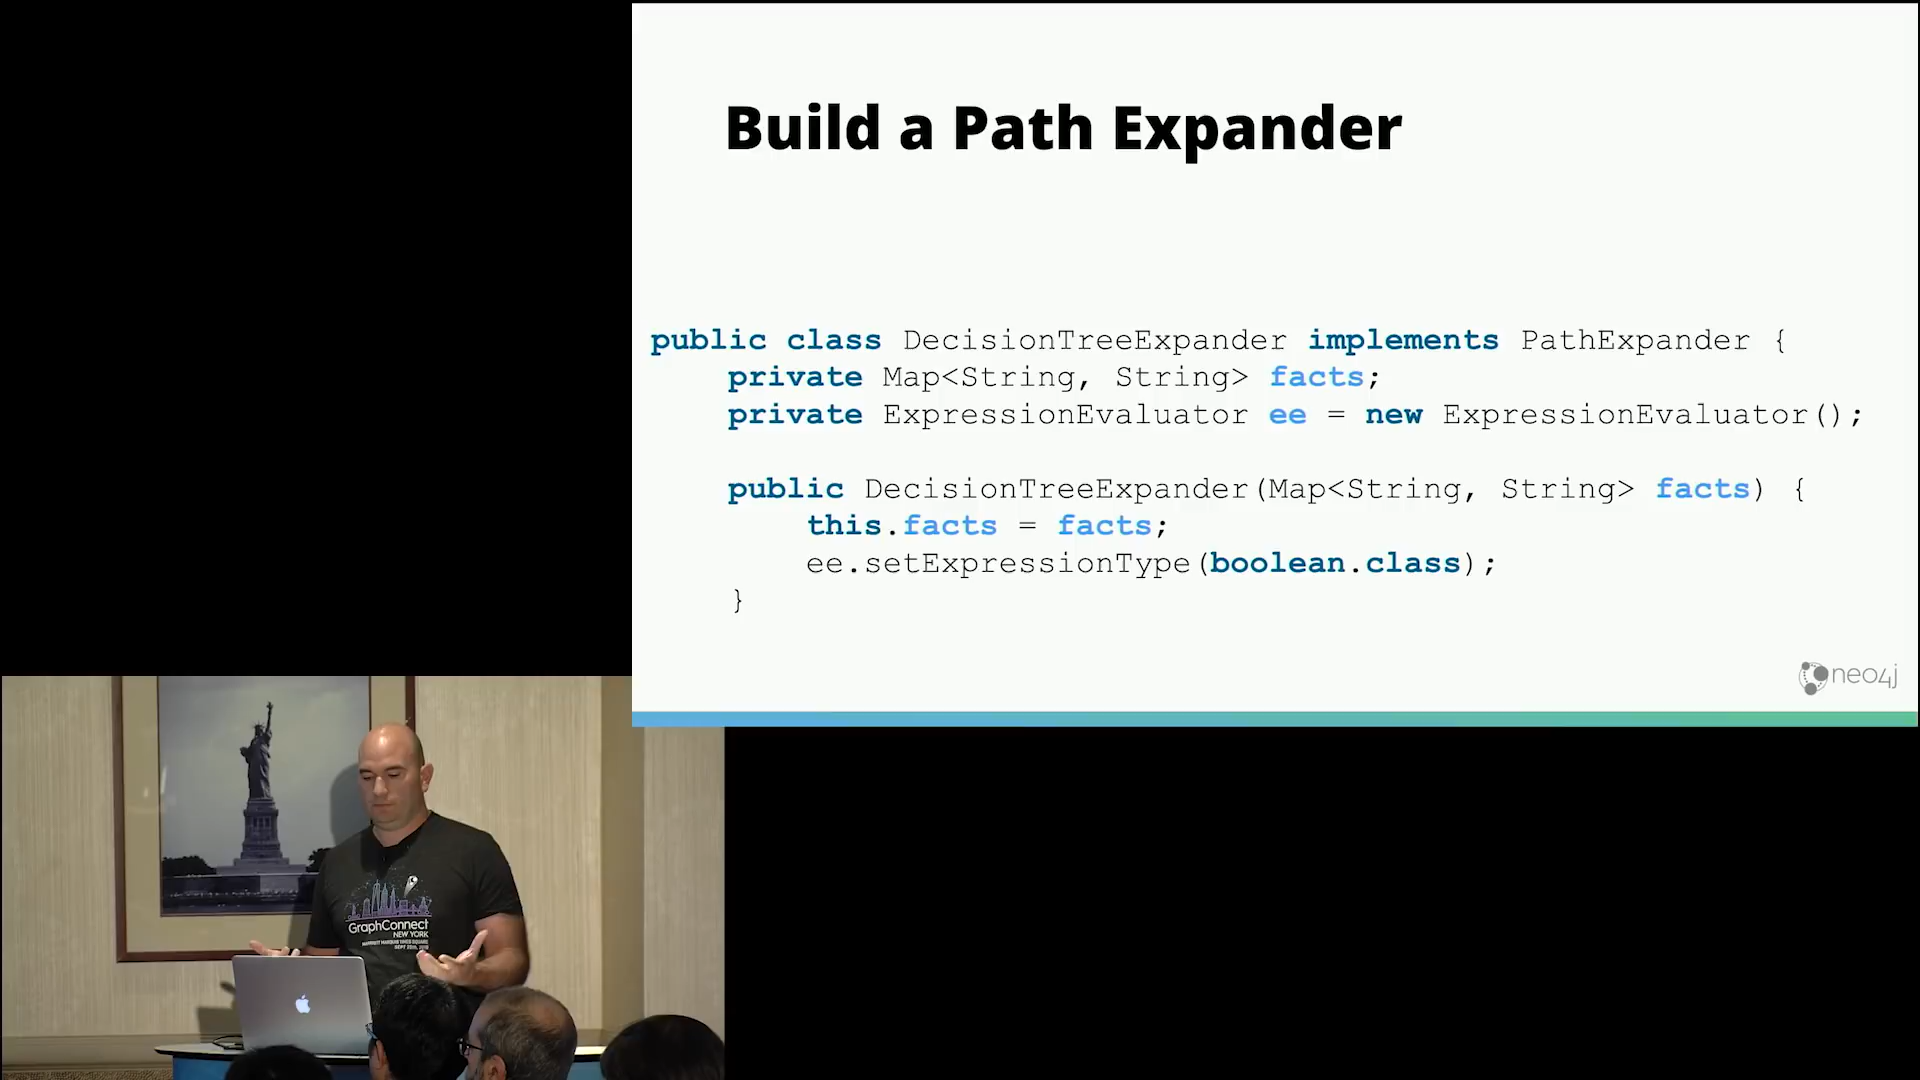 Build a Path Expander
public class DecisionTreeExpander implements PathExpander {
private Map<String, String> facts;
private ExpressionEvaluator ee = new ExpressionEvaluator();
public DecisionTreeExpander(Map<String, String> facts) {
this.facts = facts;
ee.setExpressionType(boolean.class);
}
neo4j
GraphConnect
NEW YORK